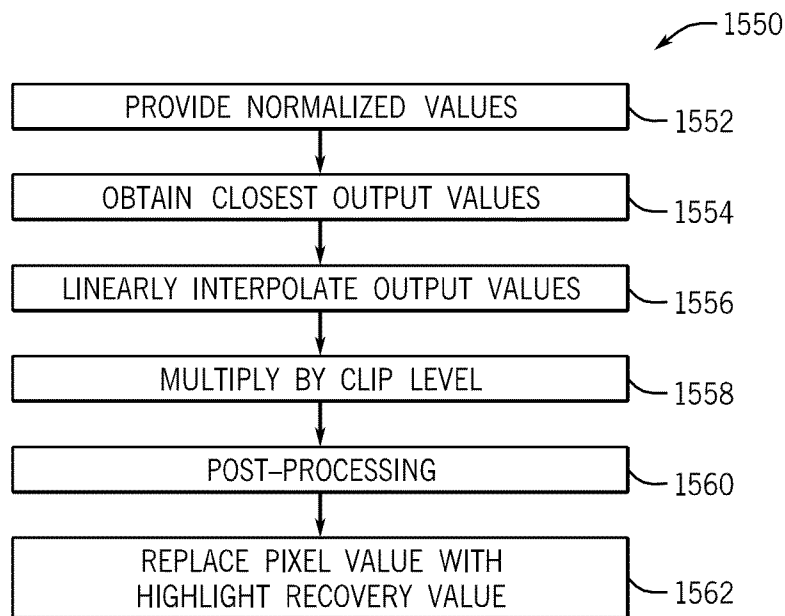 1550
PROVIDE NORMALIZED VALUES
1552
OBTAIN CLOSEST OUTPUT VALUES
1554
LINEARLY INTERPOLATE OUTPUT VALUES
1556
MULTIPLY BY CLIP LEVEL
1558
POST–PROCESSING
1560
REPLACE PIXEL VALUE WITH
HIGHLIGHT RECOVERY VALUE
1562